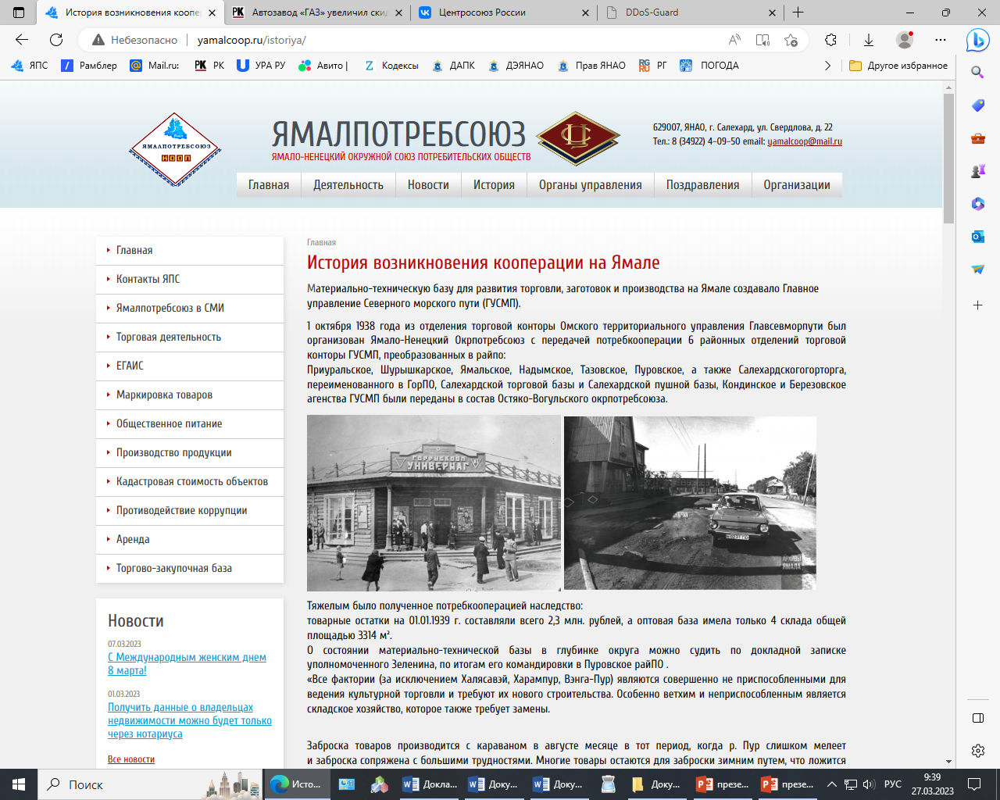 История возникновения коопер
Автозавод «ГАЗ» увеличил скид
Центросоюз России
DDoS-Guard
Небезопасно
yamalcoop.ru/istoriya/
ЯПС
Рамблер
Mail.ru:
РК
УРА РУ
Авито |
Кодексы
ДАПК
ДЭЯНАО
Прав ЯНАО
РГ
ПОГОДА
Другое избранное
ЯМАЛПОТРЕБСОЮЗ
КООП
ЯМАЛПОТРЕБСОЮЗ
ЯМАЛО-НЕНЕЦКИЙ ОКРУЖНОЙ СОЮЗ ПОТРЕБИТЕЛЬСКИХ ОБЩЕСТВ
629007, ЯНАО, г. Салехард, ул. Свердлова, д. 22
Тел.: 8 (34922) 4–09–50 email: yamalcoop@mail.ru
Главная
Деятельность
Новости
История
Органы управления
Поздравления
Организации
Главная
Контакты ЯПС
Ямалпотребсоюз в СМИ
Торговая деятельность
ЕГАИС
Маркировка товаров
Общественное питание
Производство продукции
Кадастровая стоимость объектов
Противодействие коррупции
Аренда
Торгово-закупочная база
Новости
07.03.2023
С Международным женским днем
8 марта!
01.03.2023
Получить данные о владельцах
недвижимости можно будет только
через нотариуса
Все новости
Главная
История возникновения кооперации на Ямале
Материально-техническую базу для развития торговли, заготовок и производства на Ямале создавало Главное
управление Северного морского пути (ГУСМП).
1 октября 1938 года из отделения торговой конторы Омского территориального управления Главсевморпути был
организован Ямало-Ненецкий Окрпотребсоюз с передачей потребкооперации 6 районных отделений торговой
конторы ГУСМП, преобразованных в райпо:
Приуральское, Шурышкарское, Ямальское, Надымское, Тазовское, Пуровское, а также Салехардскогогорторга,
переименованного в ГорПО, Салехардской торговой базы и Салехардской пушной базы, Кондинское и Березовское
агенства ГУСМП были переданы в состав Остяко-Вогульского окрпотребсоюза.
УНИВЕРМАГ
АРХИВЫ
ЯМАЛА
Тяжелым было полученное потребкооперацией наследство:
товарные остатки на 01.01.1939 г. составляли всего 2,3 млн. рублей, а оптовая база имела только 4 склада общей
площадью 3314 м².
О состоянии материально-технической базы в глубинке округа можно судить по докладной записке
уполномоченного Зеленина, по итогам его командировки в Пуровское райПО .
«Все фактории (за исключением Халясавэй, Харампур, Вэнга-Пур) являются совершенно не приспособленными для
ведения культурной торговли и требуют их нового строительства. Особенно ветхим и неприспособленным является
складское хозяйство, которое также требует замены.
Заброска товаров производится с караваном в августе месяце в тот период, когда р. Пур слишком мелеет
и заброска сопряжена с большими трудностями. Многие товары остаются для заброски зимним путем, что ложится
Поиск
Исто...
Докла...
Доку...
Доку...
Доку...
презе...
презе...
РУС
9:39
27.03.2023